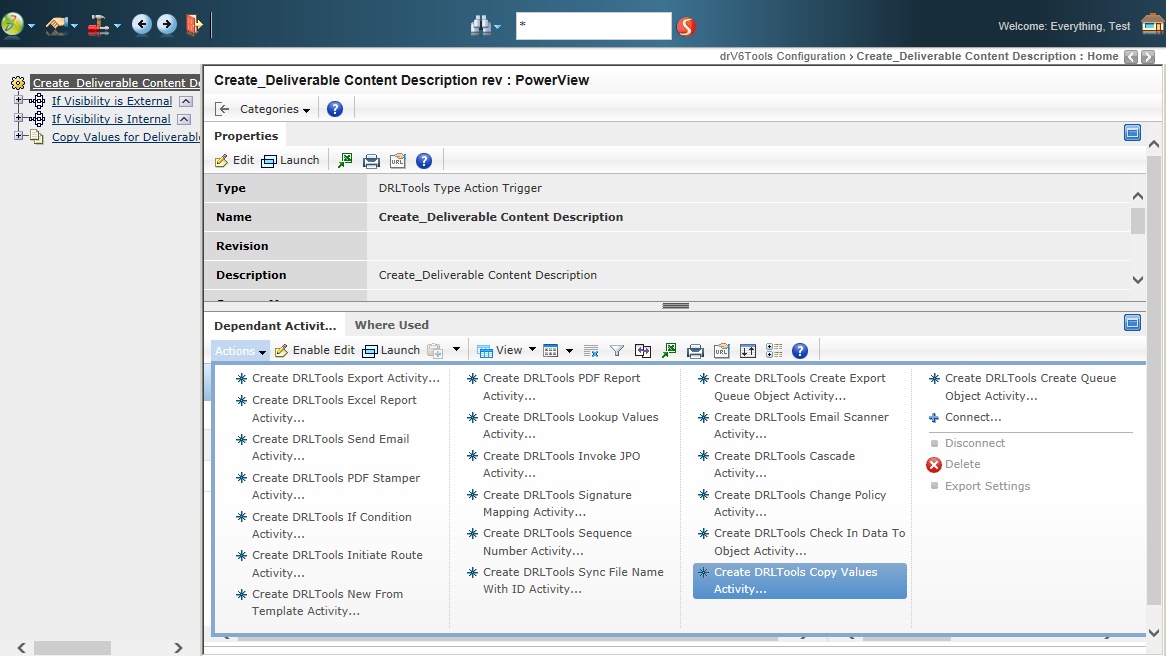 *
Welcome: Everything, Test
drV6Tools Configuration › Create_Deliverable Content Description : Home
Create_Deliverable Content De
If Visibility is External
If Visibility is Internal
Copy Values for Deliverabl
Create_Deliverable Content Description rev : PowerView
Categories
Properties
Edit Launch
Type DRLTools Type Action Trigger
Name Create_Deliverable Content Description
Revision
Description Create_Deliverable Content Description
Dependant Activit... Where Used
Actions Enable Edit Launch View
Create DRLTools Export Activity...
Create DRLTools Excel Report
Activity...
Create DRLTools Send Email
Activity...
Create DRLTools PDF Stamper
Activity...
Create DRLTools If Condition
Activity...
Create DRLTools Initiate Route
Activity...
Create DRLTools New From
Template Activity...
Create DRLTools PDF Report
Activity...
Create DRLTools Lookup Values
Activity...
Create DRLTools Invoke JPO
Activity...
Create DRLTools Signature
Mapping Activity...
Create DRLTools Sequence
Number Activity...
Create DRLTools Sync File Name
With ID Activity...
Create DRLTools Create Export
Queue Object Activity...
Create DRLTools Email Scanner
Activity...
Create DRLTools Cascade
Activity...
Create DRLTools Change Policy
Activity...
Create DRLTools Check In Data To
Object Activity...
Create DRLTools Copy Values
Activity...
Create DRLTools Create Queue
Object Activity...
Connect...
Disconnect
Delete
Export Settings